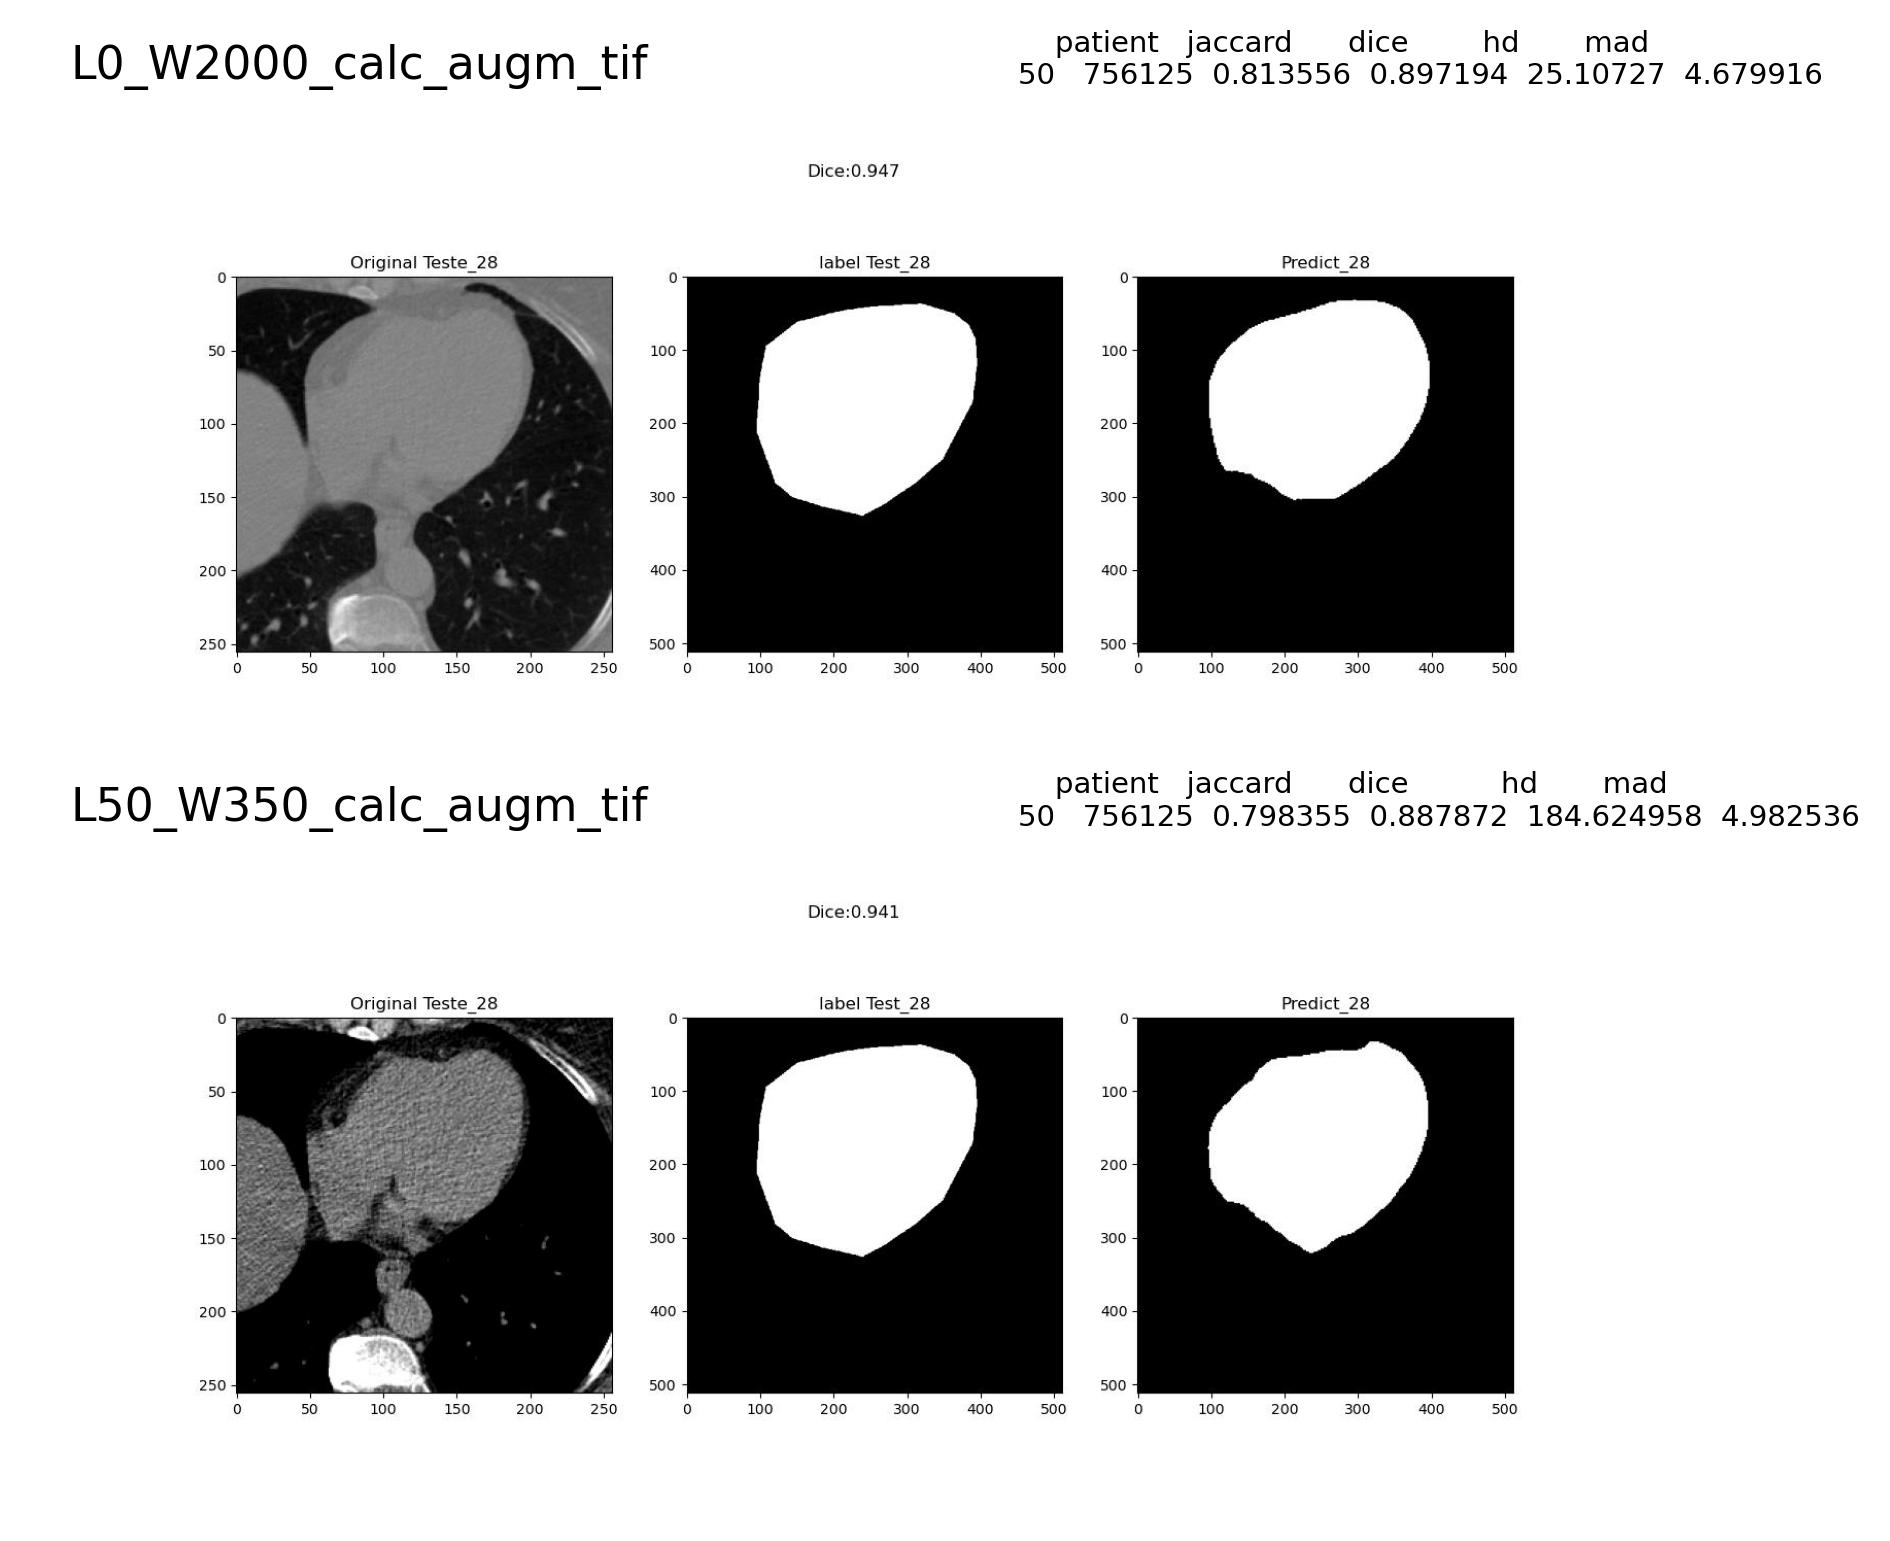 L0_W2000_calc_augm_tif
patient jaccard dice hd mad
50 756125 0.813556 0.897194 25.10727 4.679916
Dice:0.947
Original Teste_28
label Test_28
Predict_28
0
50
100
150
200
250
0 50 100 150 200 250
0
100
200
300
400
500
0 100 200 300 400 500
0
100
200
300
400
500
0 100 200 300 400 500
L50_W350_calc_augm_tif
patient jaccard dice hd mad
50 756125 0.798355 0.887872 184.624958 4.982536
Dice:0.941
Original Teste_28
label Test_28
Predict_28
0
50
100
150
200
250
0 50 100 150 200 250
0
100
200
300
400
500
0 100 200 300 400 500
0
100
200
300
400
500
0 100 200 300 400 500